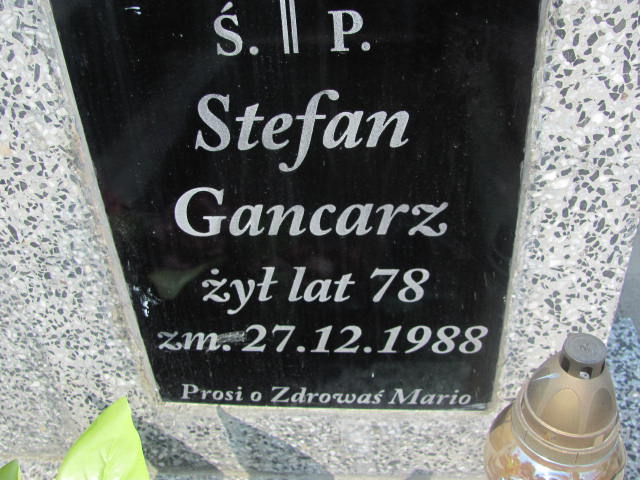 Ś. P.
Stefan
Gancarz
żył lat 78
zm. 27.12.1988
Prosi o Zdrowaś Mario